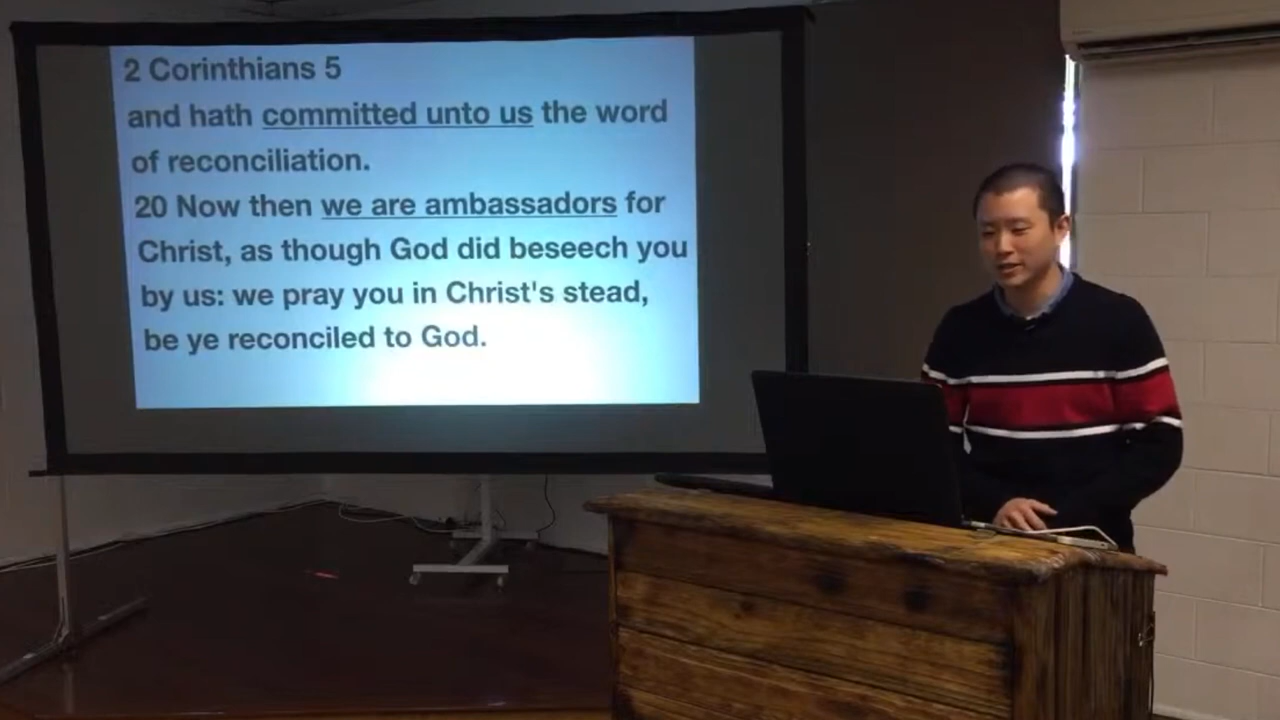 2 Corinthians 5
and hath committed unto us the word
of reconciliation.
20 Now then we are ambassadors for
Christ, as though God did beseech you
by us: we pray you in Christ's stead,
be ye reconciled to God.